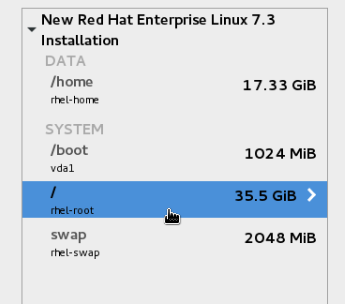 New Red Hat Enterprise Linux 7.3
Installation
DATA
/home
17.33 GiB
rhel-home
SYSTEM
/boot
1024 MiB
vda1
/
35.5 GiB
rhel-root
swap
2048 MiB
rhel-swap